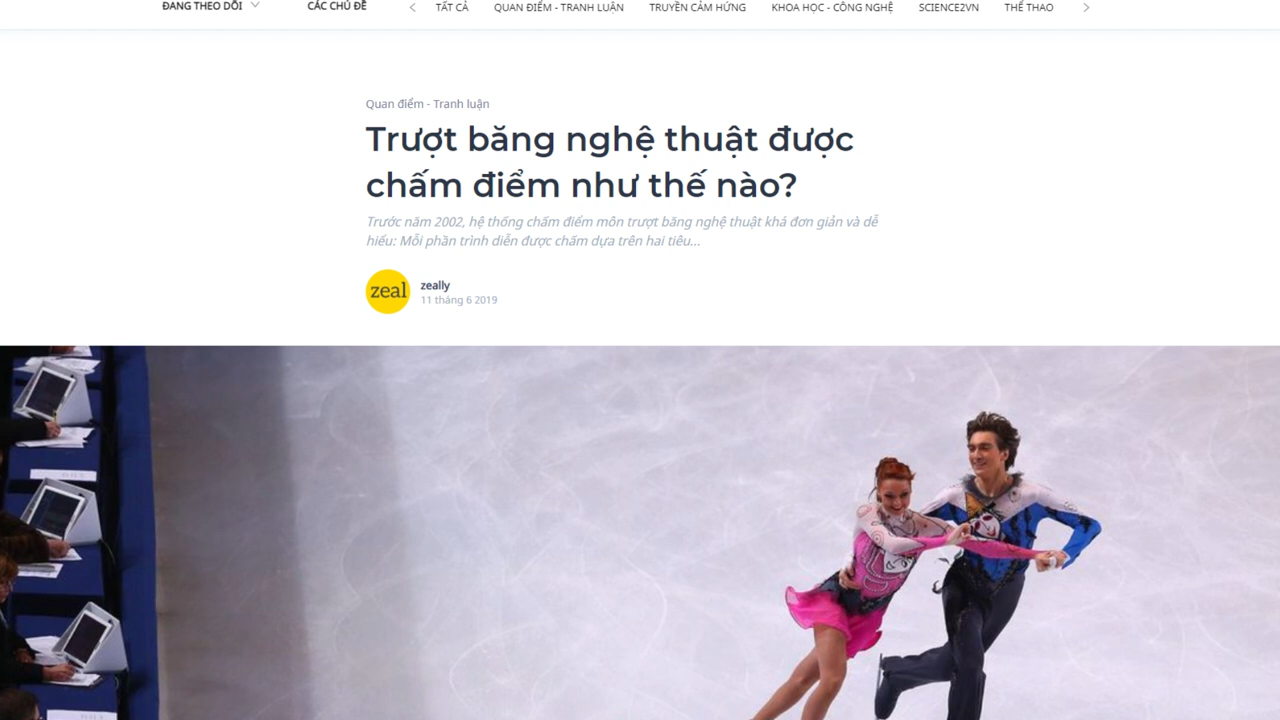 ĐANG THEO DÕI CÁC CHỦ ĐỀ TẤT CẢ QUAN ĐIỂM - TRANH LUẬN TRUYỀN CẢM HỨNG KHOA HỌC - CÔNG NGHỆ SCIENCE2VN THỂ THAO
Quan điểm - Tranh luận
Trượt băng nghệ thuật được
chấm điểm như thế nào?
Trước năm 2002, hệ thống chấm điểm môn trượt băng nghệ thuật khá đơn giản và dễ
hiểu: Mỗi phần trình diễn được chấm dựa trên hai tiêu...
zeal
zeally
11 tháng 6 2019